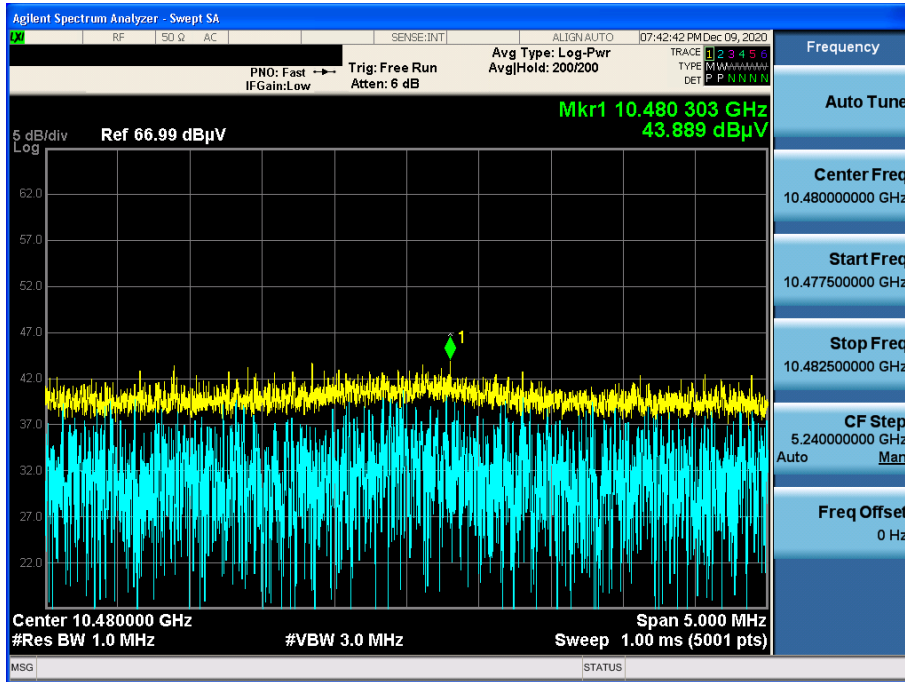 Agilent Spectrum Analyzer - Swept SA
LXI RF 50 Ω AC SENSE:INT ALIGNAUTO 07:42:42 PM Dec 09, 2020
PNO: Fast
IFGain:Low
Trig: Free Run
Atten: 6 dB
Avg Type: Log-Pwr
Avg|Hold: 200/200
TRACE 1 2 3 4 5 6
TYPE M W W W W W
DET P P N N N N
Mkr1 10.480 303 GHz
43.889 dBµV
5 dB/div Ref 66.99 dBµV
Log
62.0
57.0
52.0
47.0
42.0
37.0
32.0
27.0
22.0
1
Center 10.480000 GHz Span 5.000 MHz
#Res BW 1.0 MHz #VBW 3.0 MHz Sweep 1.00 ms (5001 pts)
MSG STATUS
Frequency
Auto Tune
Center Freq
10.480000000 GHz
Start Freq
10.477500000 GHz
Stop Freq
10.482500000 GHz
CF Step
5.240000000 GHz
Auto Man
Freq Offset
0 Hz